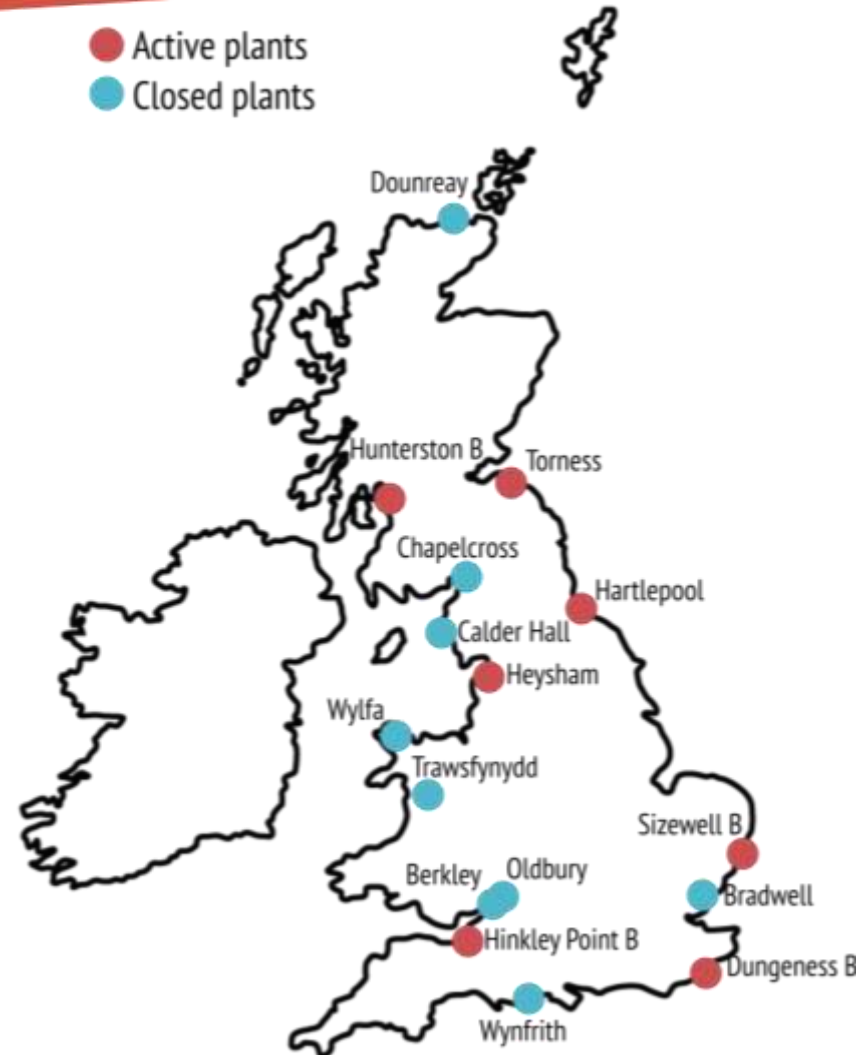 Active plants
Closed plants
Dounreay
Hunterston B
Torness
Chapelcross
Hartlepool
Calder Hall
Heysham
Wylfa
Trawsfynydd
Sizewell B
Berkley
Oldbury
Bradwell
Hinkley Point B
Dungeness B
Wynfrith